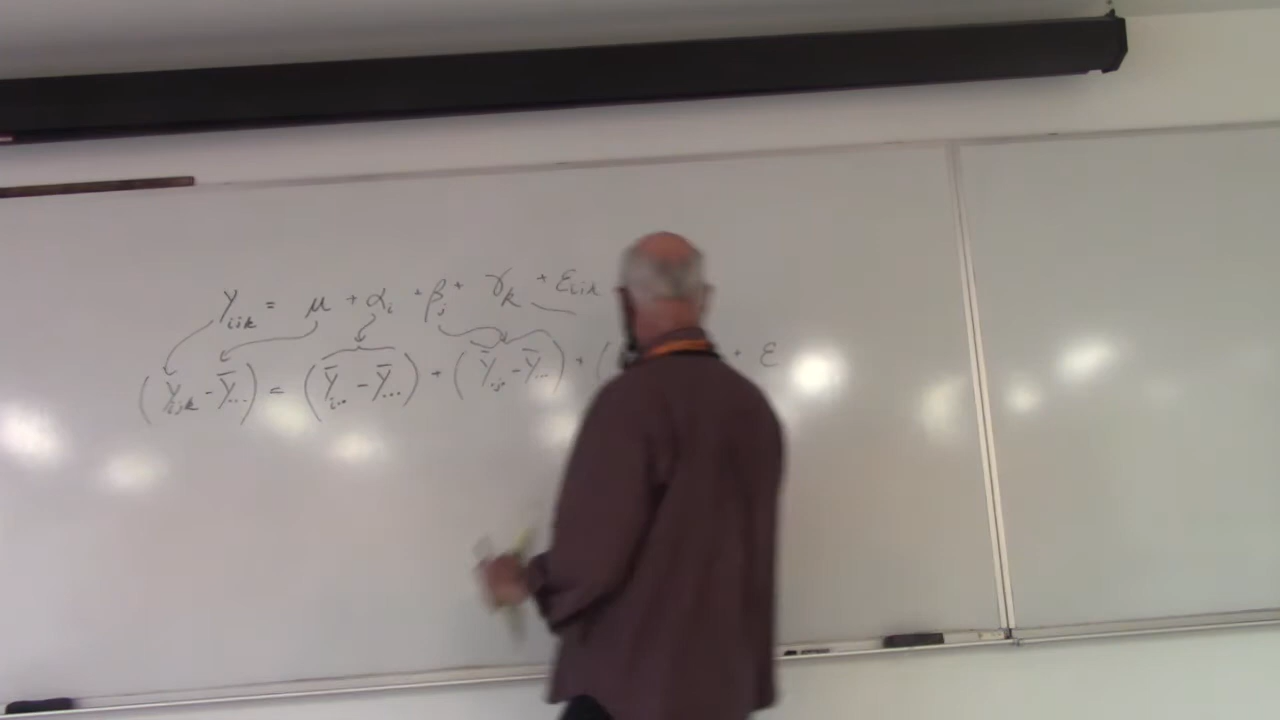 Y_ijk = μ + α_i + β_j + γ_k + ε_ijk
(Y_ijk - Ȳ...) = (Ȳ_i.. - Ȳ...) + (Ȳ_.j. - Ȳ...) + ( + ε